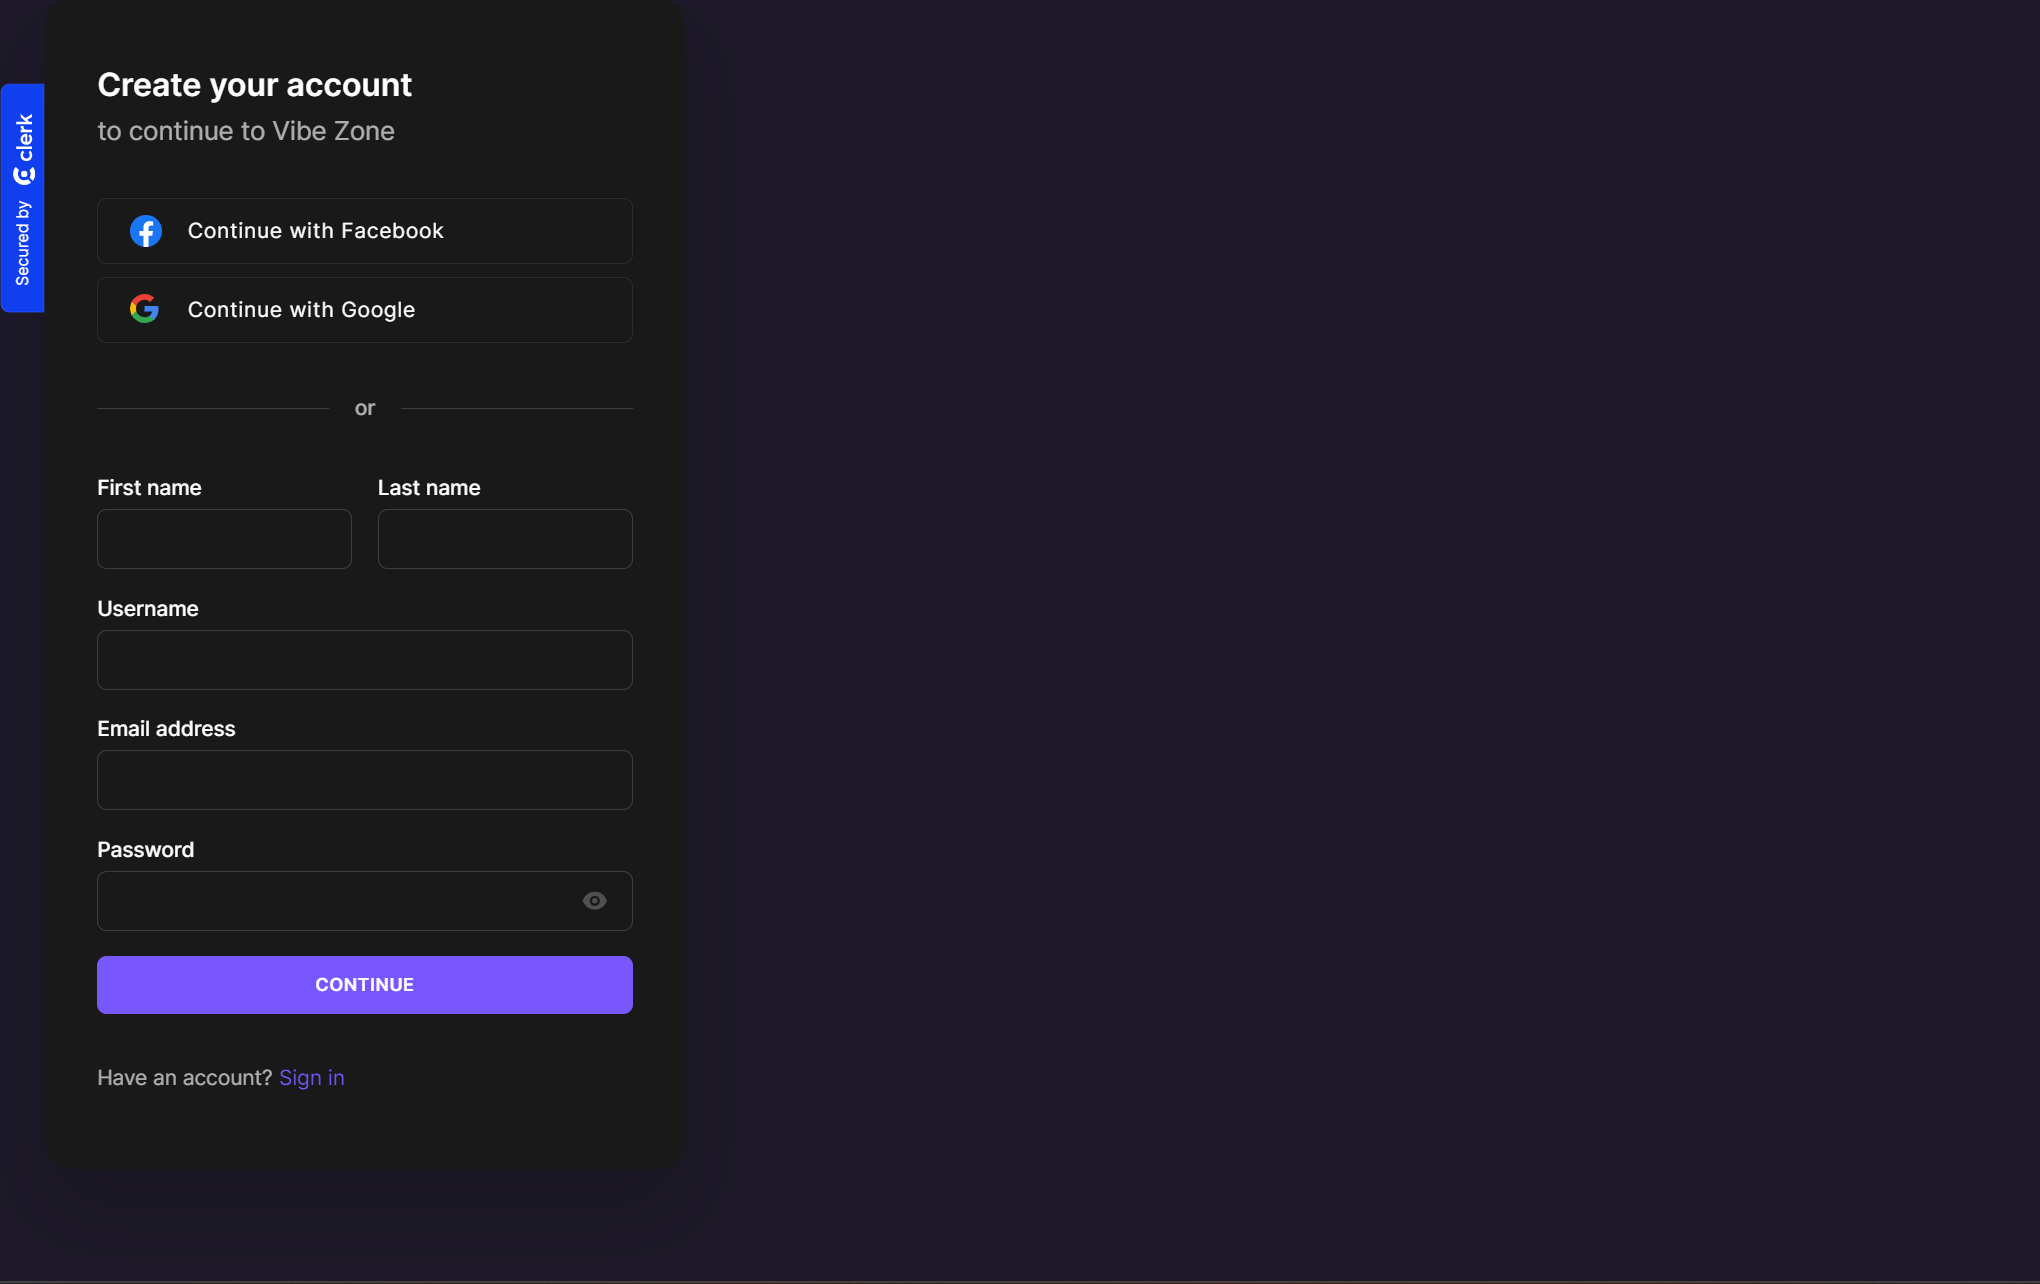 Create your account
to continue to Vibe Zone
Secured by clerk
Continue with Facebook
Continue with Google
or
First name
Last name
Username
Email address
Password
CONTINUE
Have an account? Sign in